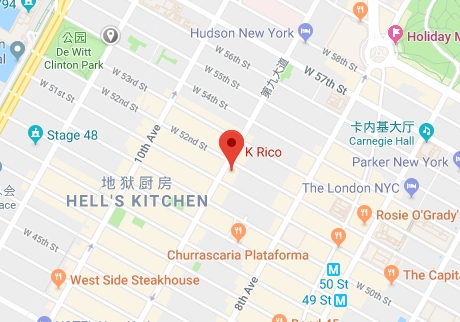 /794
公园
De Witt
Clinton Park
Hudson New York
Holiday M
W 58th St
W 57th St
W 56th St
W 55th St
W 54th St
W 53rd St
W 52nd St
W 51st St
第九大道
Stage 48
10th Ave
W 52nd St
K Rico
卡内基大厅
Carnegie Hall
Parker New York
The London NYC
地狱厨房
HELL'S KITCHEN
Rosie O'Grady'
W 45th St
Churrascaria Plataforma
West Side Steakhouse
8th Ave
50 St
49 St
W 50th St
The Capita